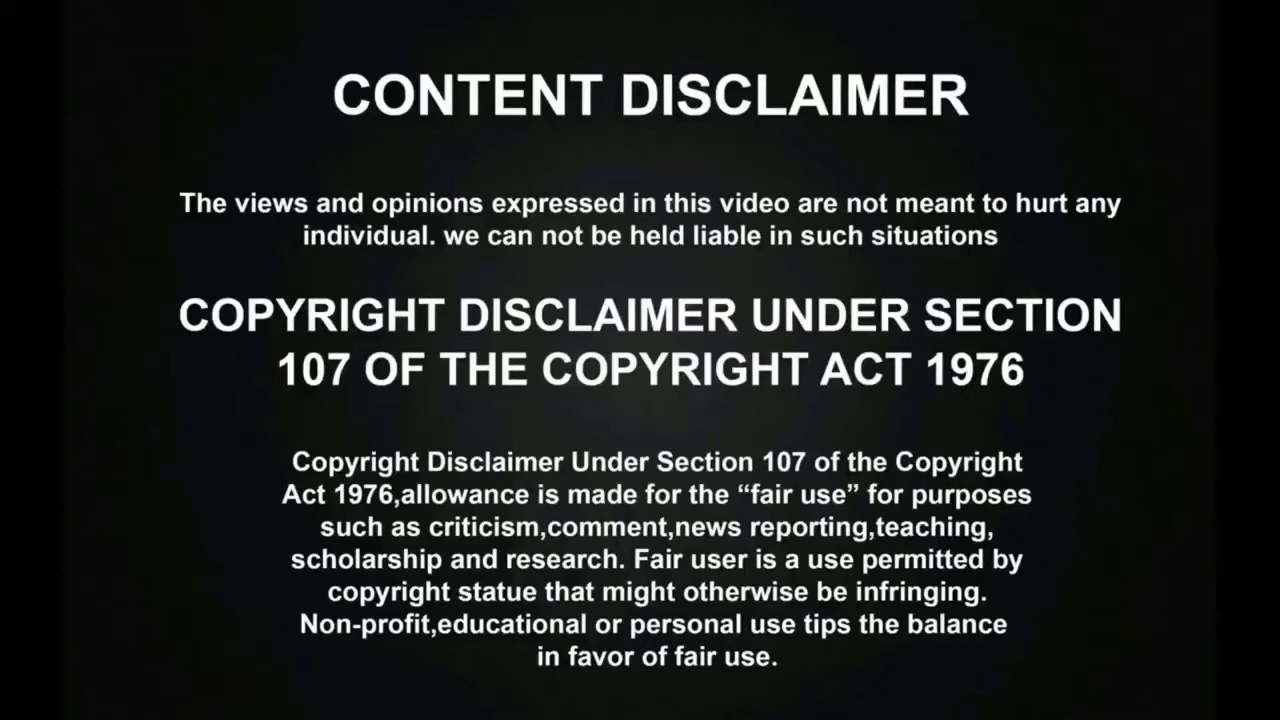 CONTENT DISCLAIMER
The views and opinions expressed in this video are not meant to hurt any
individual. we can not be held liable in such situations
COPYRIGHT DISCLAIMER UNDER SECTION
107 OF THE COPYRIGHT ACT 1976
Copyright Disclaimer Under Section 107 of the Copyright
Act 1976,allowance is made for the “fair use” for purposes
such as criticism,comment,news reporting,teaching,
scholarship and research. Fair user is a use permitted by
copyright statue that might otherwise be infringing.
Non-profit,educational or personal use tips the balance
in favor of fair use.